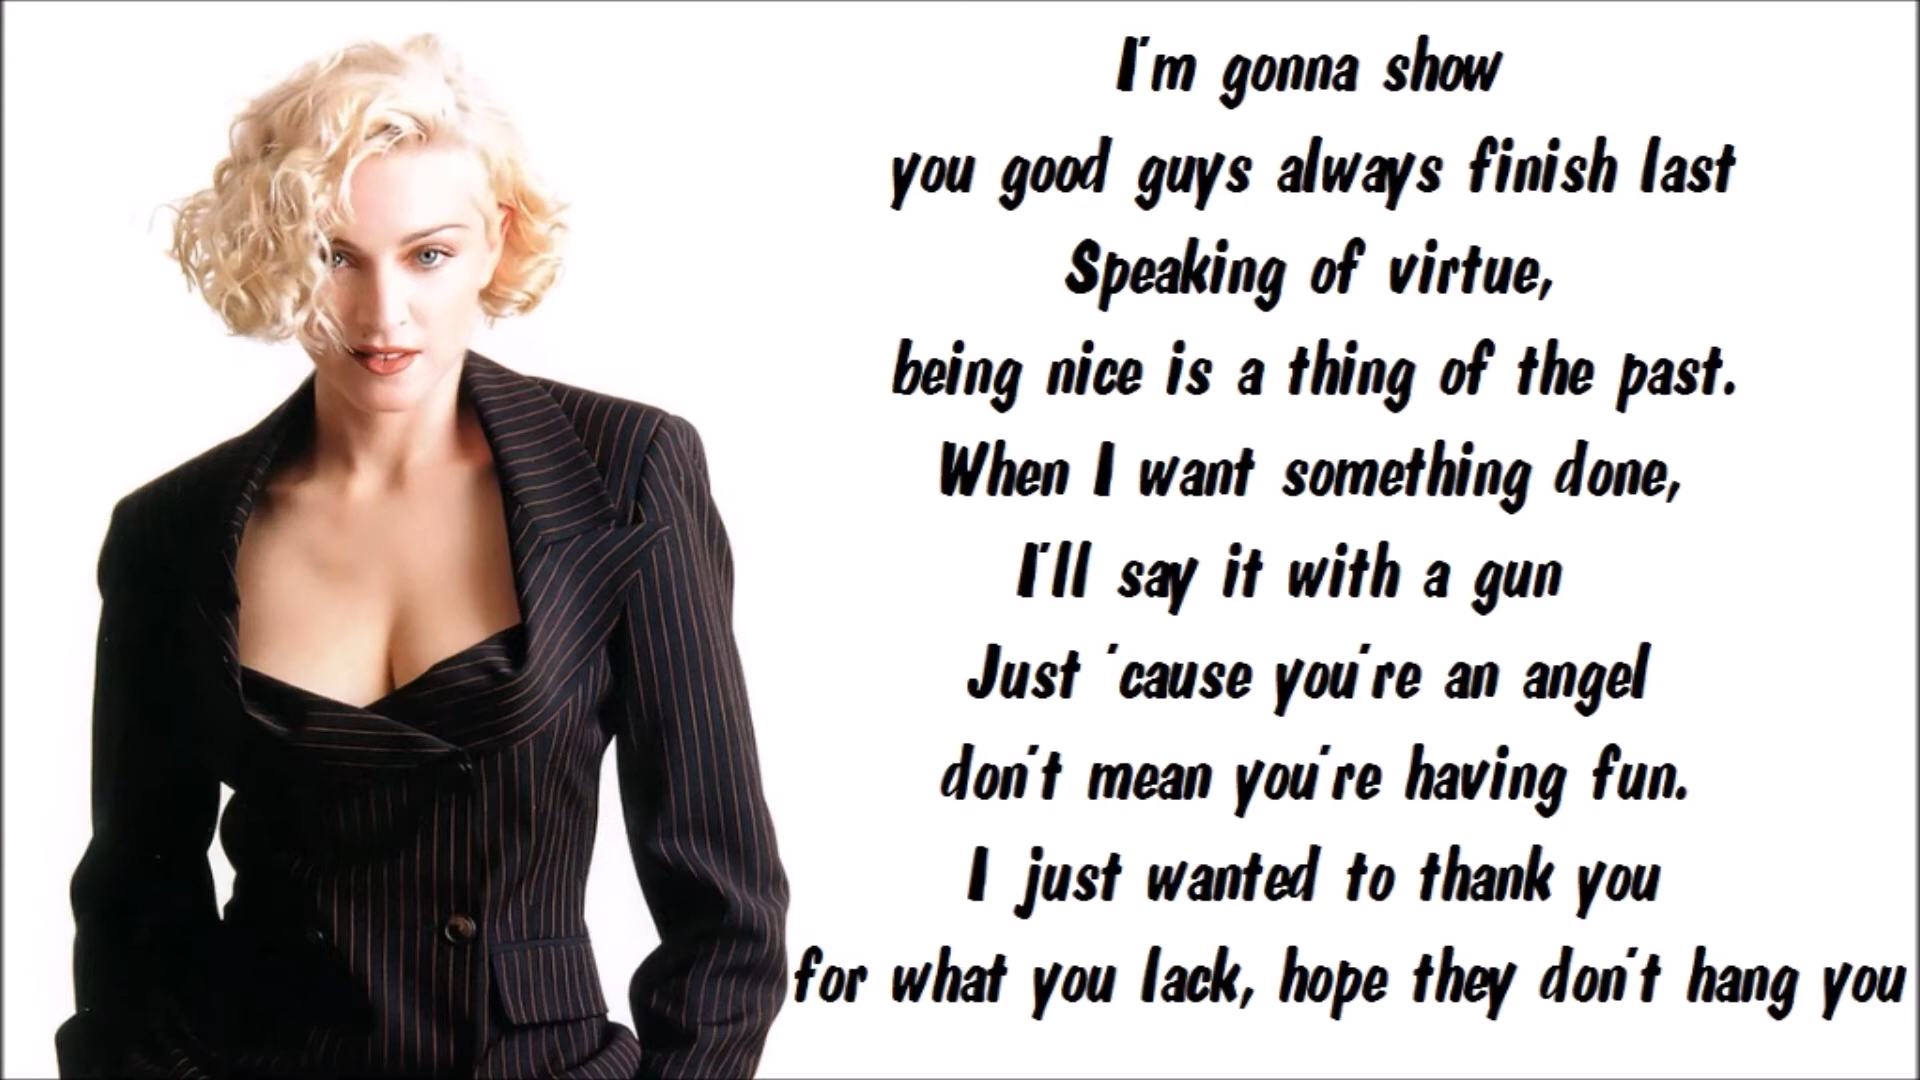 I'm gonna show
you good guys always finish last
Speaking of virtue,
being nice is a thing of the past.
When I want something done,
I'll say it with a gun
Just 'cause you're an angel
don't mean you're having fun.
I just wanted to thank you
for what you lack, hope they don't hang you